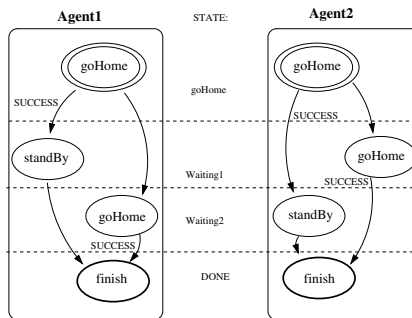 Agent1 STATE: Agent2
goHome goHome
goHome
SUCCESS SUCCESS
standBy goHome
Waiting1 SUCCESS
goHome Waiting2 standBy
SUCCESS
finish DONE finish